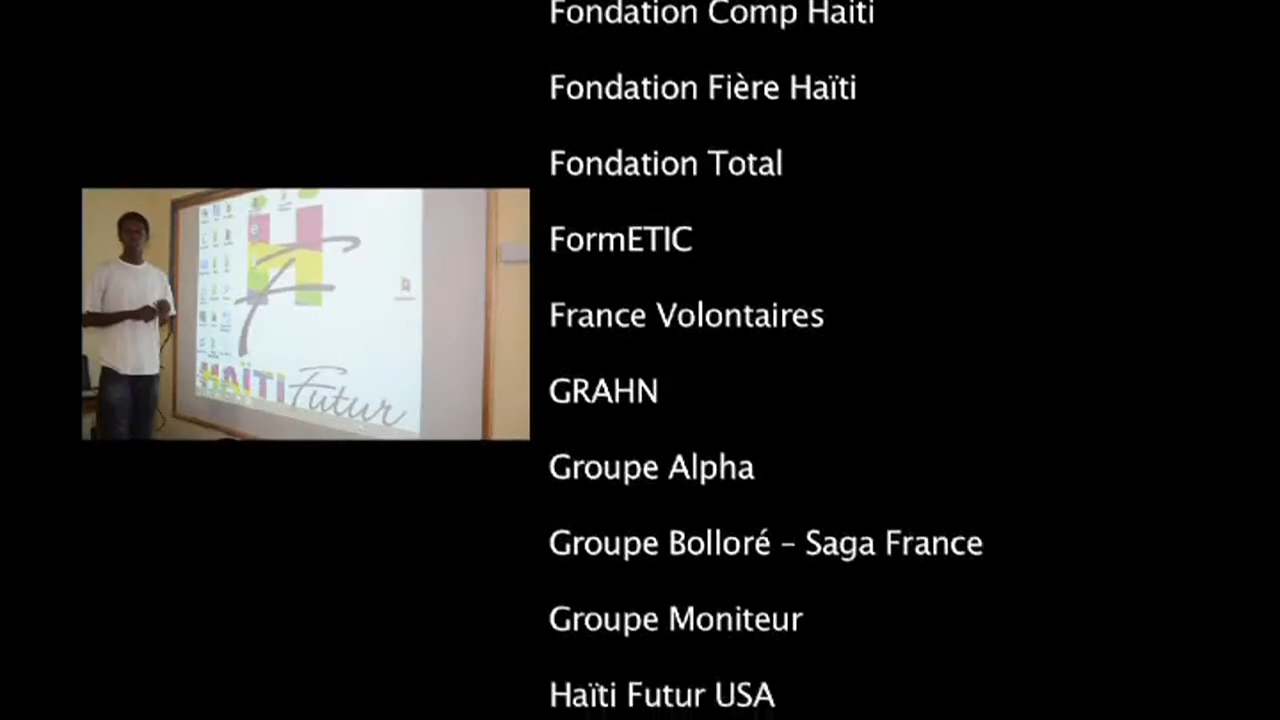 Fondation Comp Haiti
Fondation Fière Haïti
Fondation Total
FormETIC
France Volontaires
GRAHN
Groupe Alpha
Groupe Bolloré – Saga France
Groupe Moniteur
Haïti Futur USA
e
HAÏTI Futur